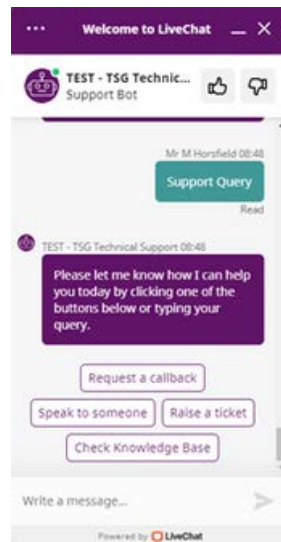 Welcome to LiveChat
TEST - TSG Technic...
Support Bot
Mr M Horsfield 08:48
Support Query
Read
TEST - TSG Technical Support 08:48
Please let me know how I can help
you today by clicking one of the
buttons below or typing your
query.
Request a callback
Speak to someone Raise a ticket
Check Knowledge Base
Write a message...
Powered by LiveChat